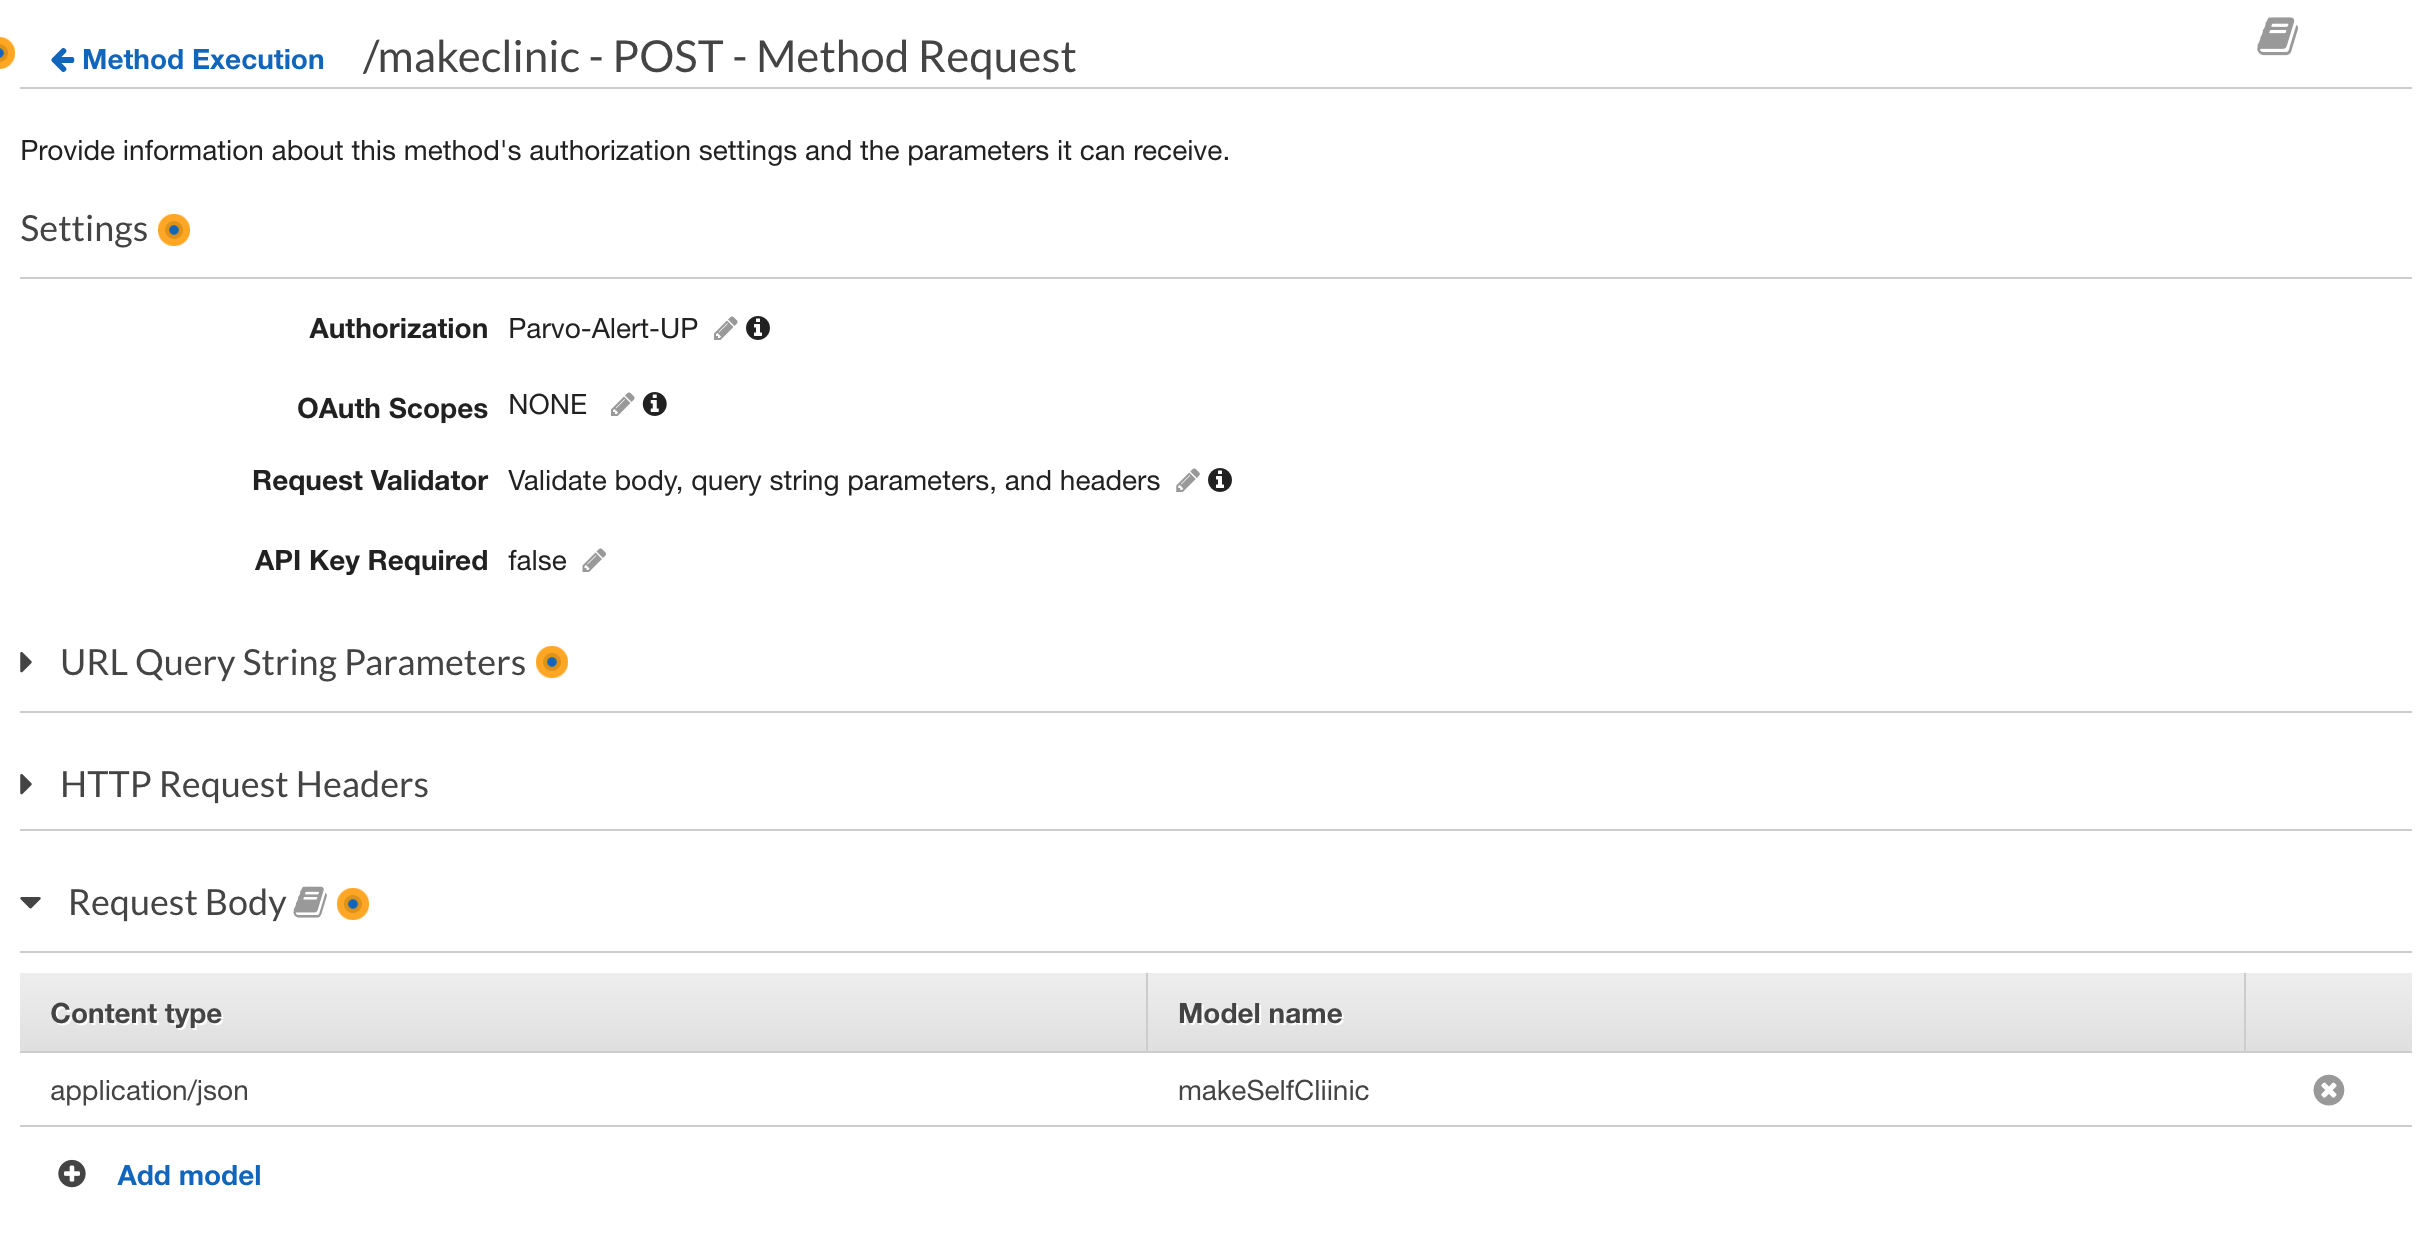 Method Execution /makeclinic - POST - Method Request
Provide information about this method's authorization settings and the parameters it can receive.
Settings
Authorization Parvo-Alert-UP
OAuth Scopes NONE
Request Validator Validate body, query string parameters, and headers
API Key Required false
URL Query String Parameters
HTTP Request Headers
Request Body
Content type Model name
application/json makeSelfCliinic
Add model